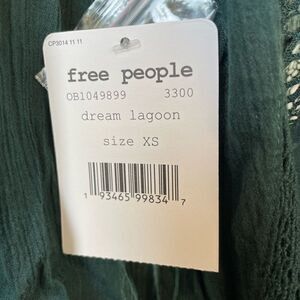 CP3014 11 11
free people
OB1049899 3300
dream lagoon
size XS
1 93465 99834 7